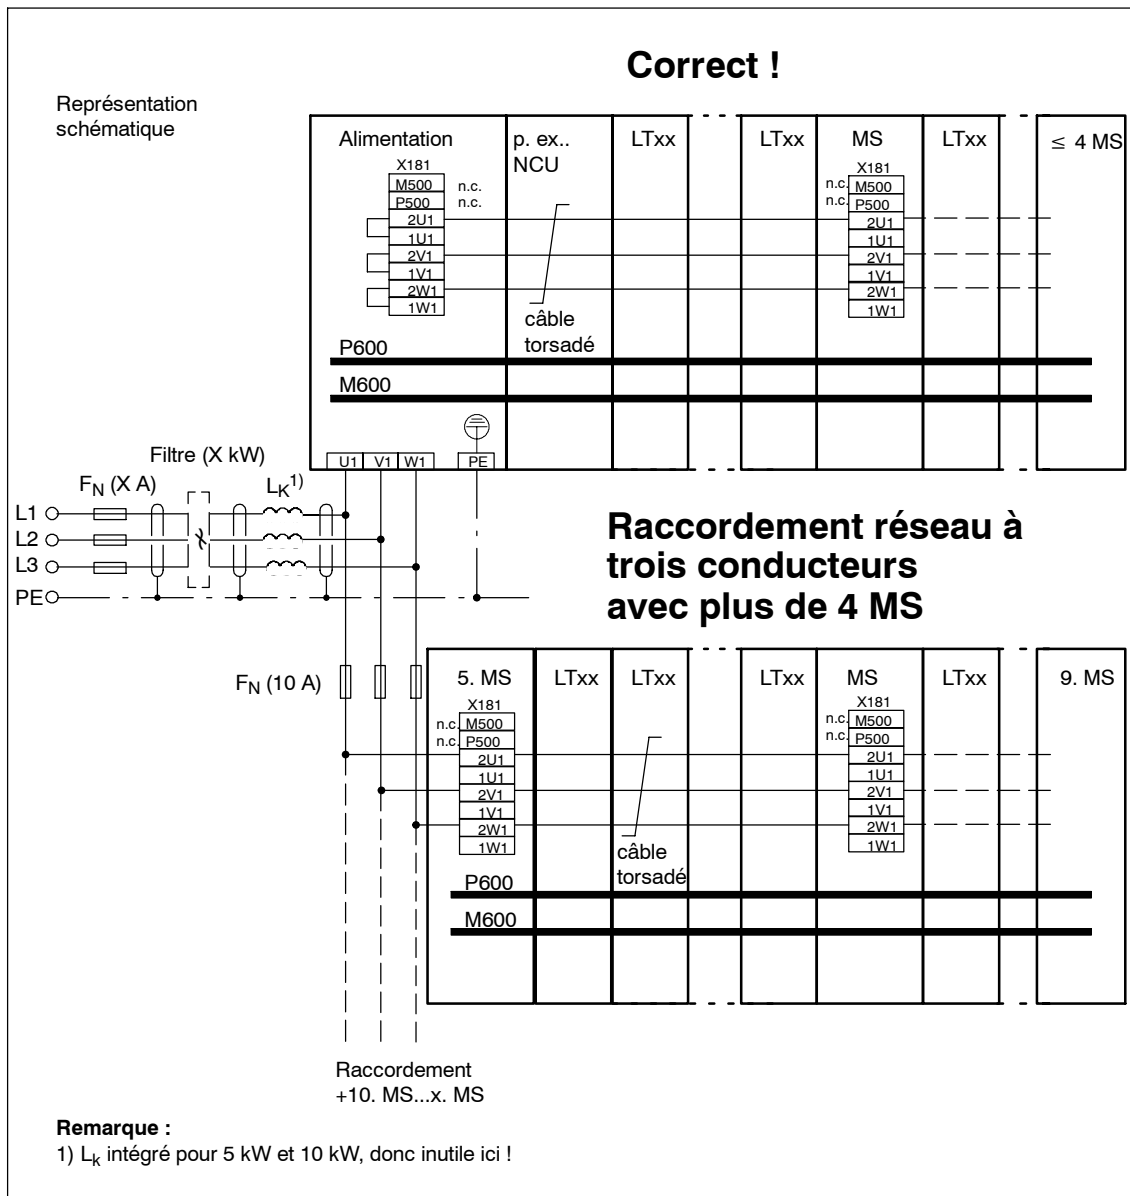 Correct !
Représentation
schématique
Alimentation
p. ex..
NCU
LTxx
LTxx
MS
LTxx
≤ 4 MS
X181
M500 n.c.
P500 n.c.
2U1
1U1
2V1
1V1
2W1
1W1
X181
n.c. M500
n.c. P500
2U1
1U1
2V1
1V1
2W1
1W1
câble
torsadé
P600
M600
U1 V1 W1 PE
Filtre (X kW)
FN (X A)
LK1)
L1
L2
L3
PE
Raccordement réseau à
trois conducteurs
avec plus de 4 MS
FN (10 A)
5. MS
LTxx
LTxx
LTxx
MS
LTxx
9. MS
X181
n.c. M500
n.c. P500
2U1
1U1
2V1
1V1
2W1
1W1
X181
n.c. M500
n.c. P500
2U1
1U1
2V1
1V1
2W1
1W1
câble
torsadé
P600
M600
Raccordement
+10. MS...x. MS
Remarque :
1) Lk intégré pour 5 kW et 10 kW, donc inutile ici !